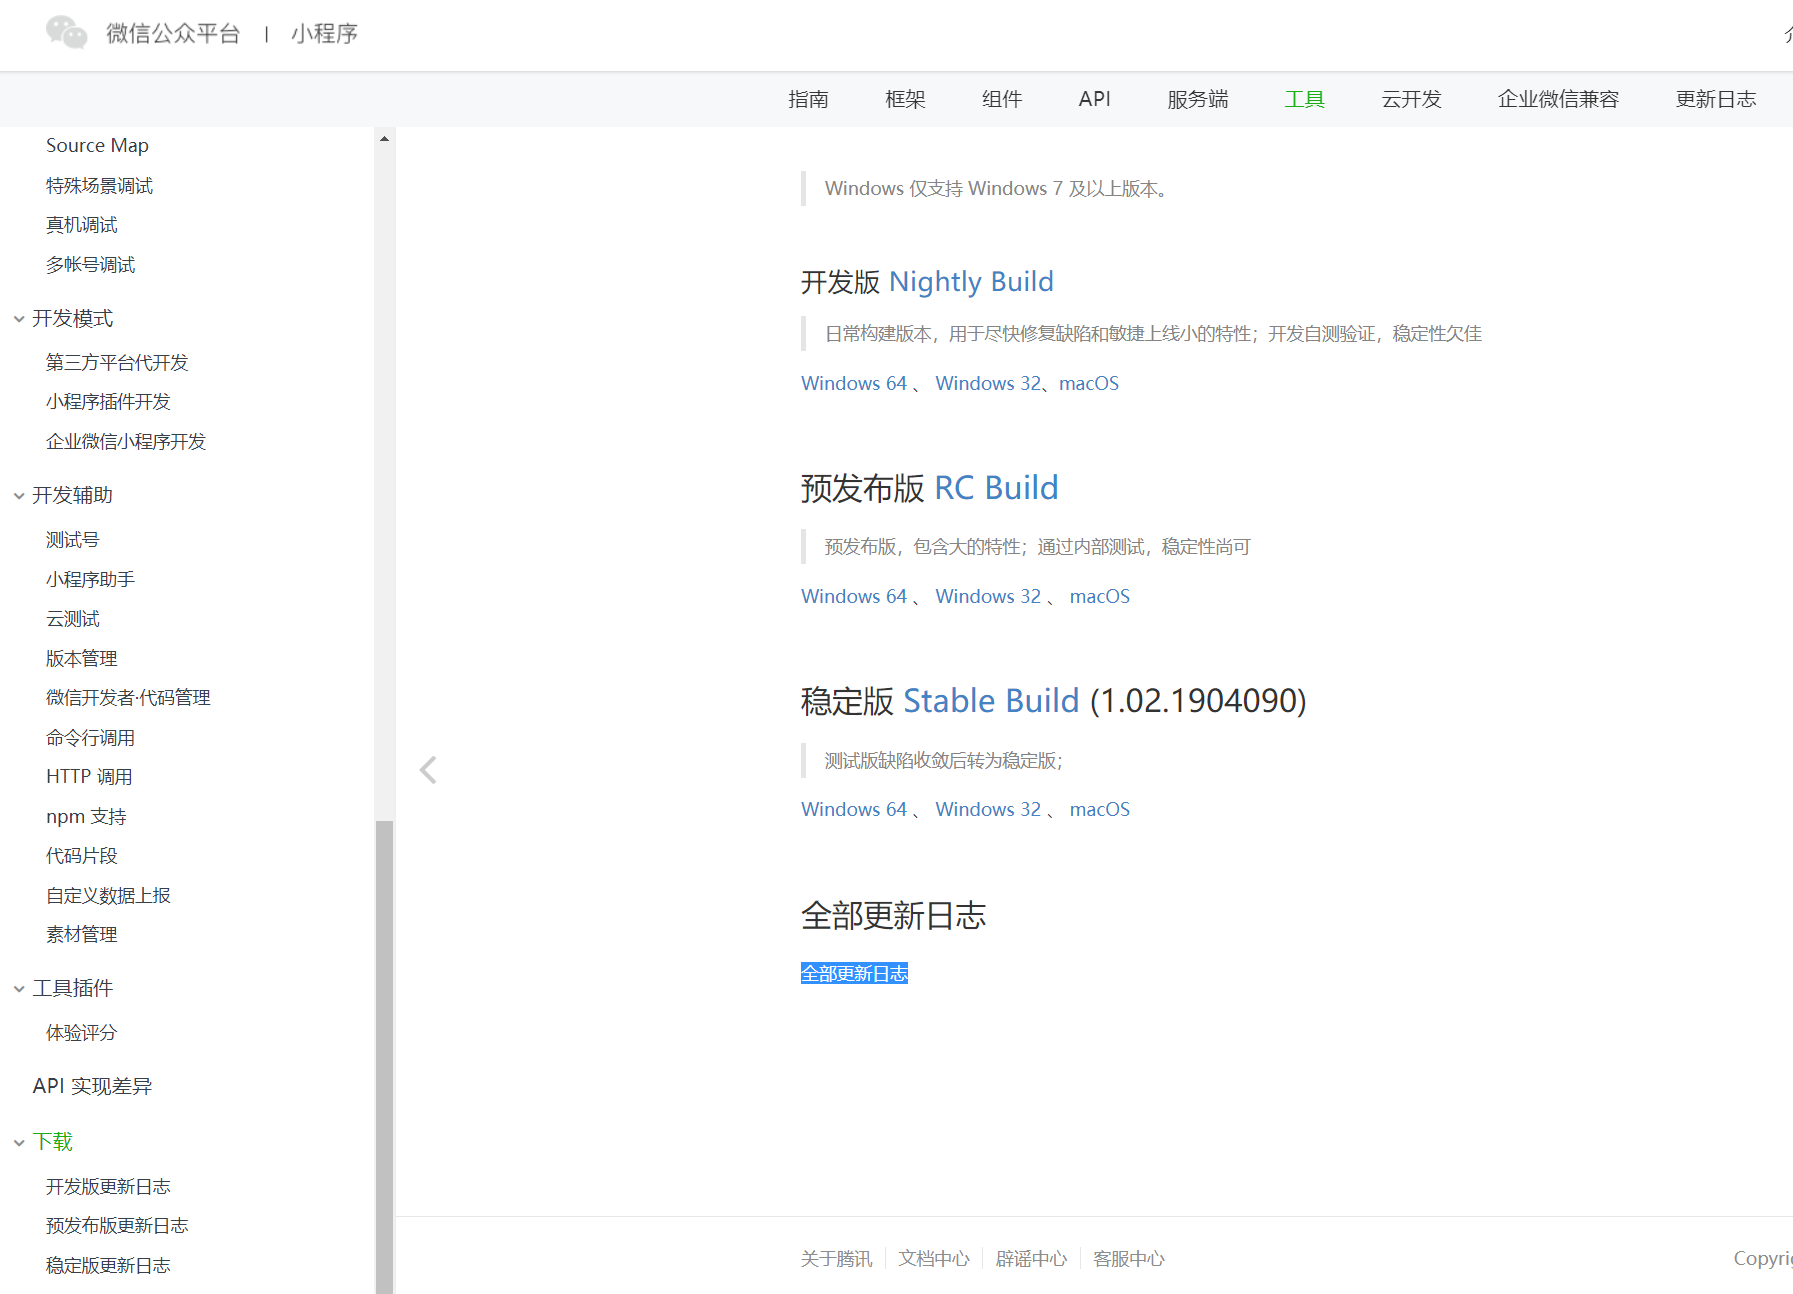 微信公众平台 | 小程序
指南 框架 组件 API 服务端 工具 云开发 企业微信兼容 更新日志
Source Map
特殊场景调试
真机调试
多帐号调试
开发模式
第三方平台代开发
小程序插件开发
企业微信小程序开发
开发辅助
测试号
小程序助手
云测试
版本管理
微信开发者·代码管理
命令行调用
HTTP 调用
npm 支持
代码片段
自定义数据上报
素材管理
工具插件
体验评分
API 实现差异
下载
开发版更新日志
预发布版更新日志
稳定版更新日志
Windows 仅支持 Windows 7 及以上版本。
开发版 Nightly Build
日常构建版本，用于尽快修复缺陷和敏捷上线小的特性；开发自测验证，稳定性欠佳
Windows 64 、 Windows 32、macOS
预发布版 RC Build
预发布版，包含大的特性；通过内部测试，稳定性尚可
Windows 64 、 Windows 32 、 macOS
稳定版 Stable Build (1.02.1904090)
测试版缺陷收敛后转为稳定版；
Windows 64 、 Windows 32 、 macOS
全部更新日志
全部更新日志
关于腾讯 文档中心 辟谣中心 客服中心